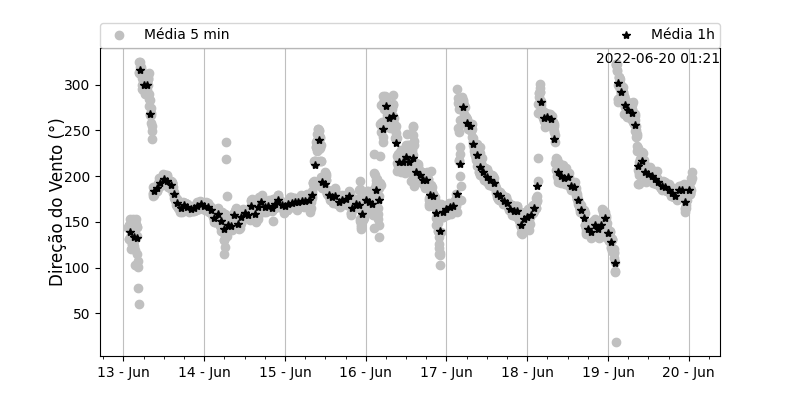 Média 5 min
Média 1h
2022-06-20 01:21
Direção do Vento (°)
300
250
200
150
100
50
13 - Jun
14 - Jun
15 - Jun
16 - Jun
17 - Jun
18 - Jun
19 - Jun
20 - Jun